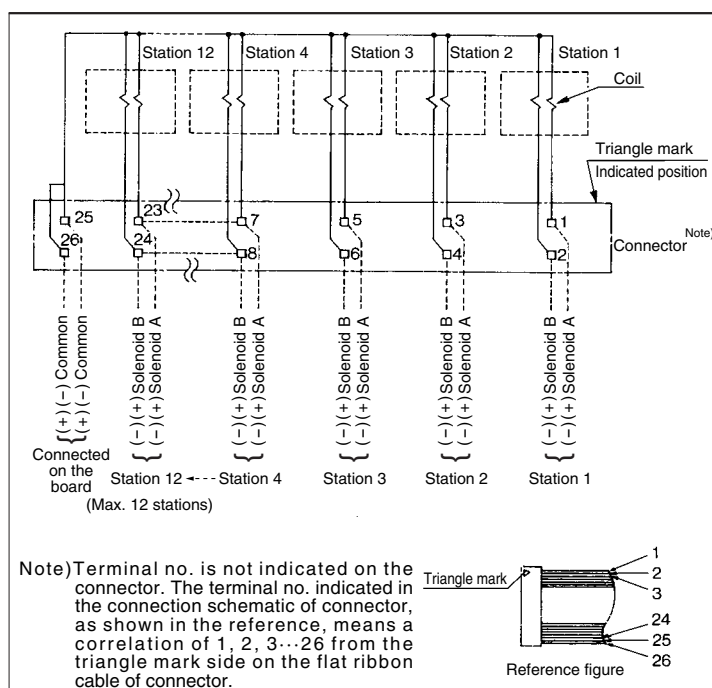 Station 12 Station 4 Station 3 Station 2 Station 1
Coil
Triangle mark
Indicated position
25 23 7 5 3 1
26 24 8 6 4 2
Connector Note)
(+)(−) Common
(+)(−) Common
(−)(+) Solenoid B
(−)(+) Solenoid A
(−)(+) Solenoid B
(−)(+) Solenoid A
(−)(+) Solenoid B
(−)(+) Solenoid A
(−)(+) Solenoid B
(−)(+) Solenoid A
(−)(+) Solenoid B
(−)(+) Solenoid A
Connected
on the
board
Station 12 Station 4 Station 3 Station 2 Station 1
(Max. 12 stations)
Note)Terminal no. is not indicated on the
connector. The terminal no. indicated in
the connection schematic of connector,
as shown in the reference, means a
correlation of 1, 2, 3···26 from the
triangle mark side on the flat ribbon
cable of connector.
Triangle mark
1
2
3
24
25
26
Reference figure